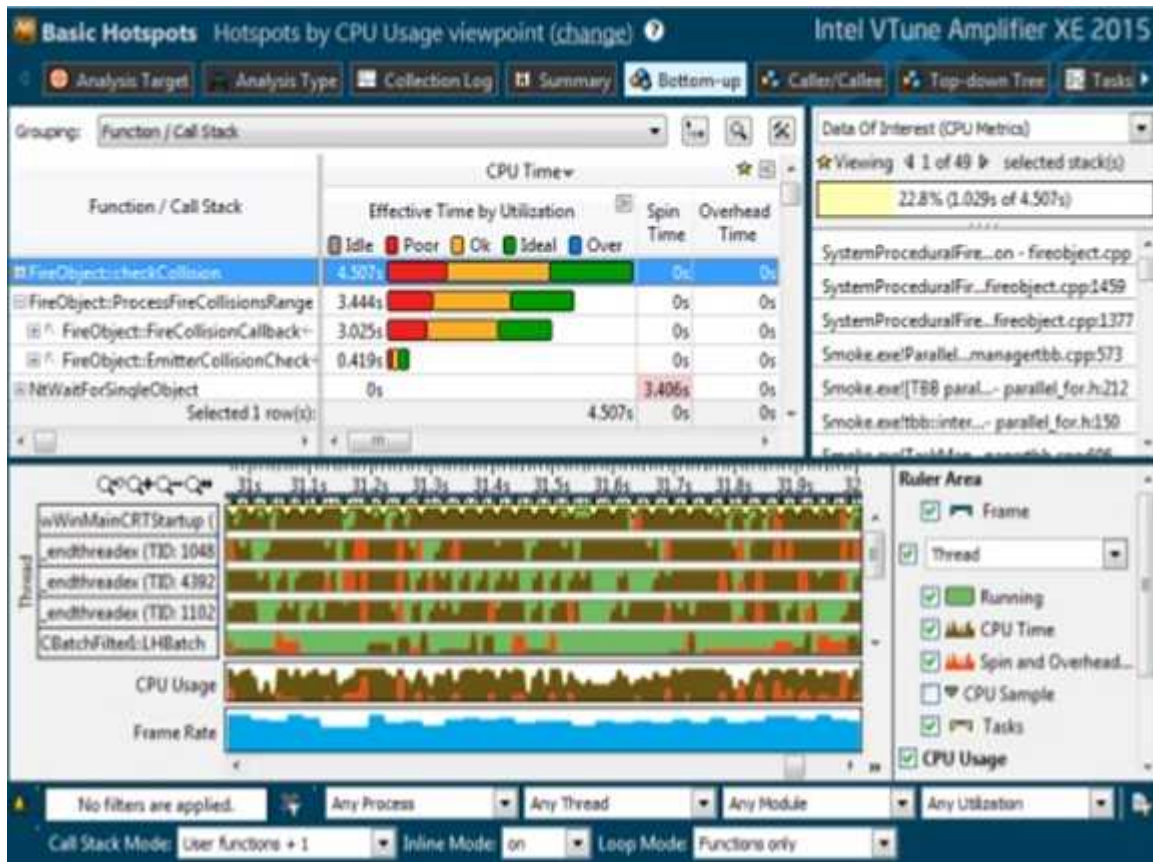 Basic Hotspots Hotspots by CPU Usage viewpoint (change) ? Intel VTune Amplifier XE 2015
Analysis Target Analysis Type Collection Log Summary Bottom-up Caller/Callee Top-down Tree Tasks
Grouping: Function / Call Stack
Function / Call Stack
CPU Time
Effective Time by Utilization
Idle Poor Ok Ideal Over
Spin Time
Overhead Time
FireObject::checkCollision 4.507s 0s 0s
FireObject::ProcessFireCollisionsRange 3.444s 0s 0s
FireObject::FireCollisionCallback 3.025s 0s 0s
FireObject::EmitterCollisionCheck 0.419s 0s 0s
NtWaitForSingleObject 0s 3.406s 0s
Selected 1 row(s): 4.507s 0s 0s
Data Of Interest (CPU Metrics)
Viewing 1 of 49 selected stack(s)
22.8% (1.029s of 4.507s)
SystemProceduralFire...on - fireobject.cpp
SystemProceduralFir...fireobject.cpp:1459
SystemProceduralFire...fireobject.cpp:1377
Smoke.exe!Parallel...managertbb.cpp:573
Smoke.exe![TBB paral...- parallel_for.h:212
Smoke.exe!tbb::inter...- parallel_for.h:150
31s 31.1s 31.2s 31.3s 31.4s 31.5s 31.6s 31.7s 31.8s 31.9s 32
Thread
wWinMainCRTStartup (
_endthreadex (TID: 1048
_endthreadex (TID: 4392
_endthreadex (TID: 1102
CBatchFilter::LHBatch
CPU Usage
Frame Rate
Ruler Area
Frame
Thread
Running
CPU Time
Spin and Overhead...
CPU Sample
Tasks
CPU Usage
No filters are applied. Any Process Any Thread Any Module Any Utilization
Call Stack Mode: User functions + 1 Inline Mode: on Loop Mode: Functions only